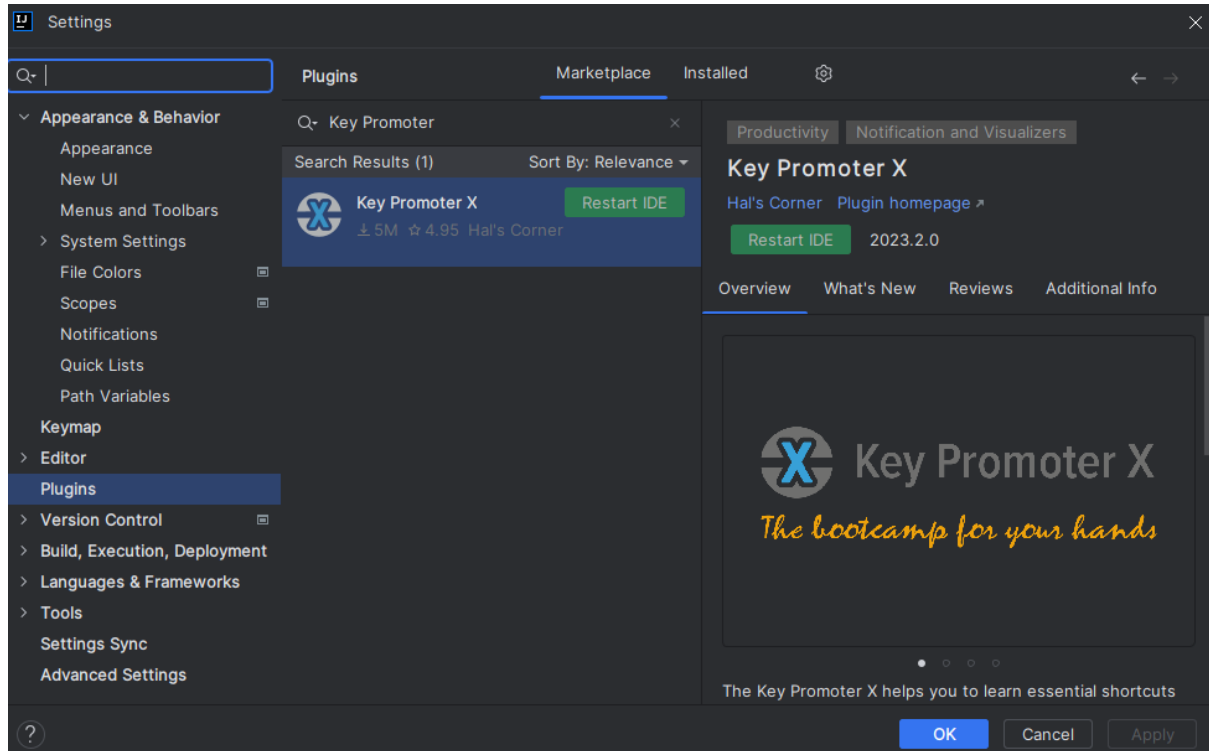 Settings
Appearance & Behavior
Appearance
New UI
Menus and Toolbars
System Settings
File Colors
Scopes
Notifications
Quick Lists
Path Variables
Keymap
Editor
Plugins
Version Control
Build, Execution, Deployment
Languages & Frameworks
Tools
Settings Sync
Advanced Settings
Plugins Marketplace Installed
Key Promoter
Search Results (1) Sort By: Relevance
Key Promoter X Restart IDE
5M 4.95 Hal's Corner
Productivity Notification and Visualizers
Key Promoter X
Hal's Corner Plugin homepage
Restart IDE 2023.2.0
Overview What's New Reviews Additional Info
Key Promoter X
The bootcamp for your hands
The Key Promoter X helps you to learn essential shortcuts
? OK Cancel Apply